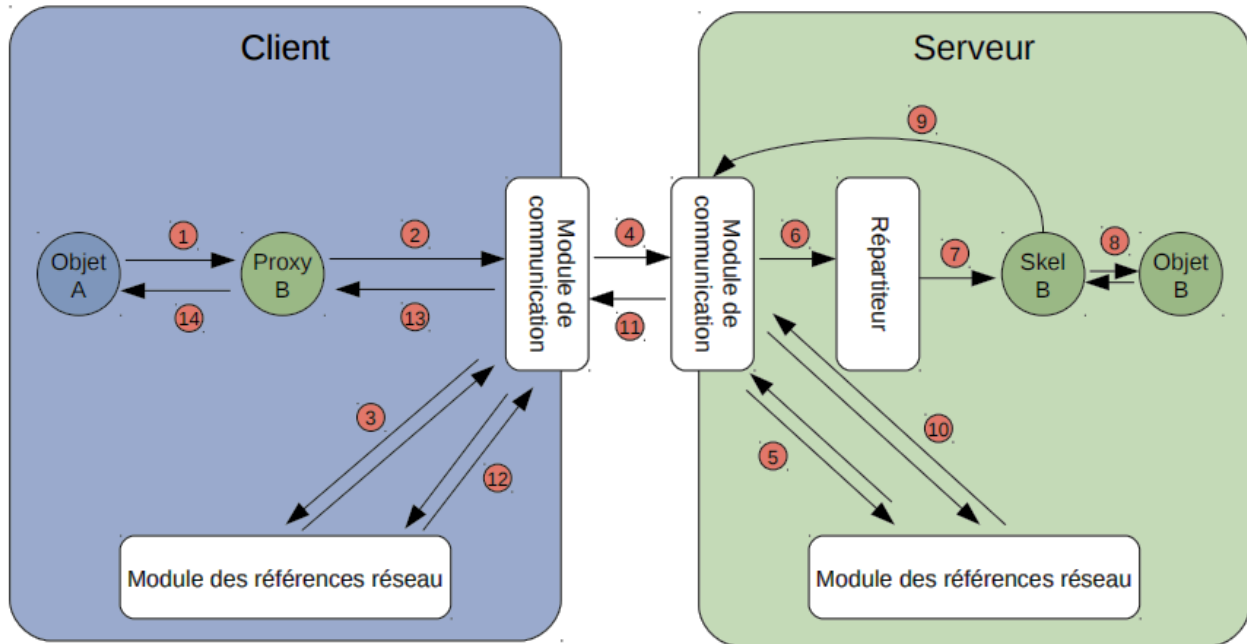 Client
Serveur
9
1
2
4
6
7
8
Objet
A
Proxy
B
Module de
communication
Module de
communication
Répartiteur
Skel
B
Objet
B
14
13
11
3
12
5
10
Module des références réseau
Module des références réseau